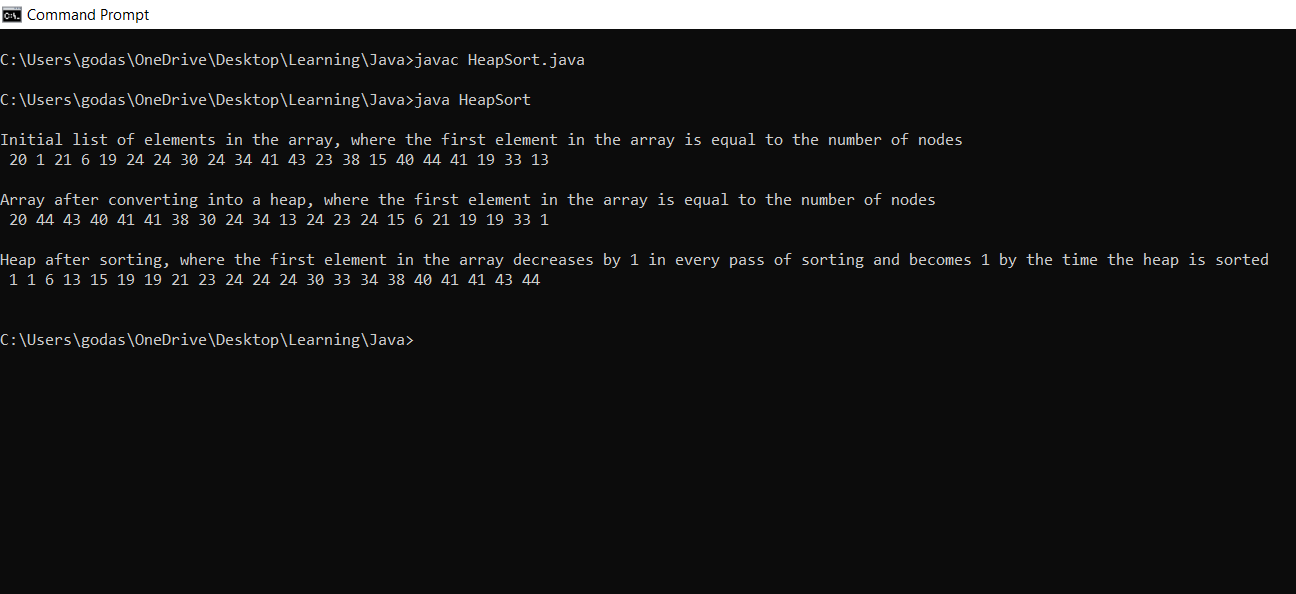 Command Prompt
C:\Users\godas\OneDrive\Desktop\Learning\Java>javac HeapSort.java
C:\Users\godas\OneDrive\Desktop\Learning\Java>java HeapSort
Initial list of elements in the array, where the first element in the array is equal to the number of nodes
20 1 21 6 19 24 24 30 24 34 41 43 23 38 15 40 44 41 19 33 13
Array after converting into a heap, where the first element in the array is equal to the number of nodes
20 44 43 40 41 41 38 30 24 34 13 24 23 24 15 6 21 19 19 33 1
Heap after sorting, where the first element in the array decreases by 1 in every pass of sorting and becomes 1 by the time the heap is sorted
1 1 6 13 15 19 19 21 23 24 24 24 30 33 34 38 40 41 41 43 44
C:\Users\godas\OneDrive\Desktop\Learning\Java>